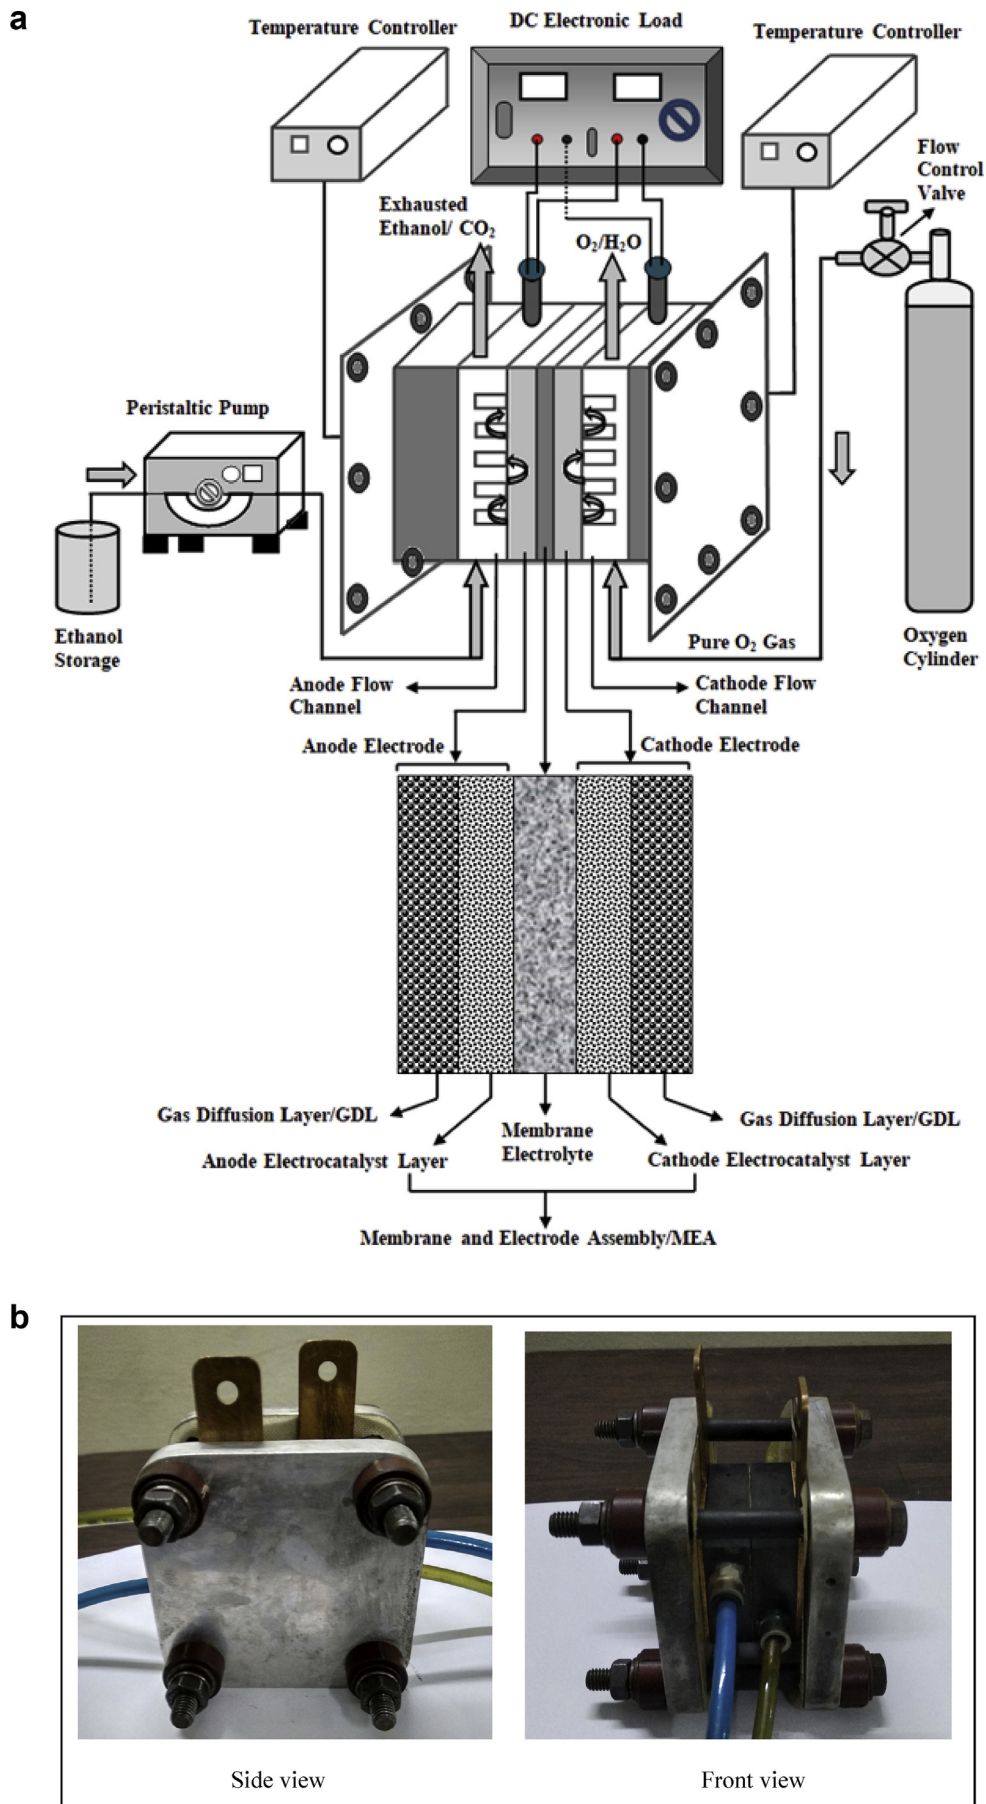 a
Temperature Controller
DC Electronic Load
Temperature Controller
Flow
Control
Valve
Exhausted
Ethanol/ CO₂
O₂/H₂O
Peristaltic Pump
Ethanol
Storage
Pure O₂ Gas
Oxygen
Cylinder
Anode Flow
Channel
Cathode Flow
Channel
Anode Electrode
Cathode Electrode
Gas Diffusion Layer/GDL
Membrane
Electrolyte
Gas Diffusion Layer/GDL
Anode Electrocatalyst Layer
Cathode Electrocatalyst Layer
Membrane and Electrode Assembly/MEA
b
Side view
Front view